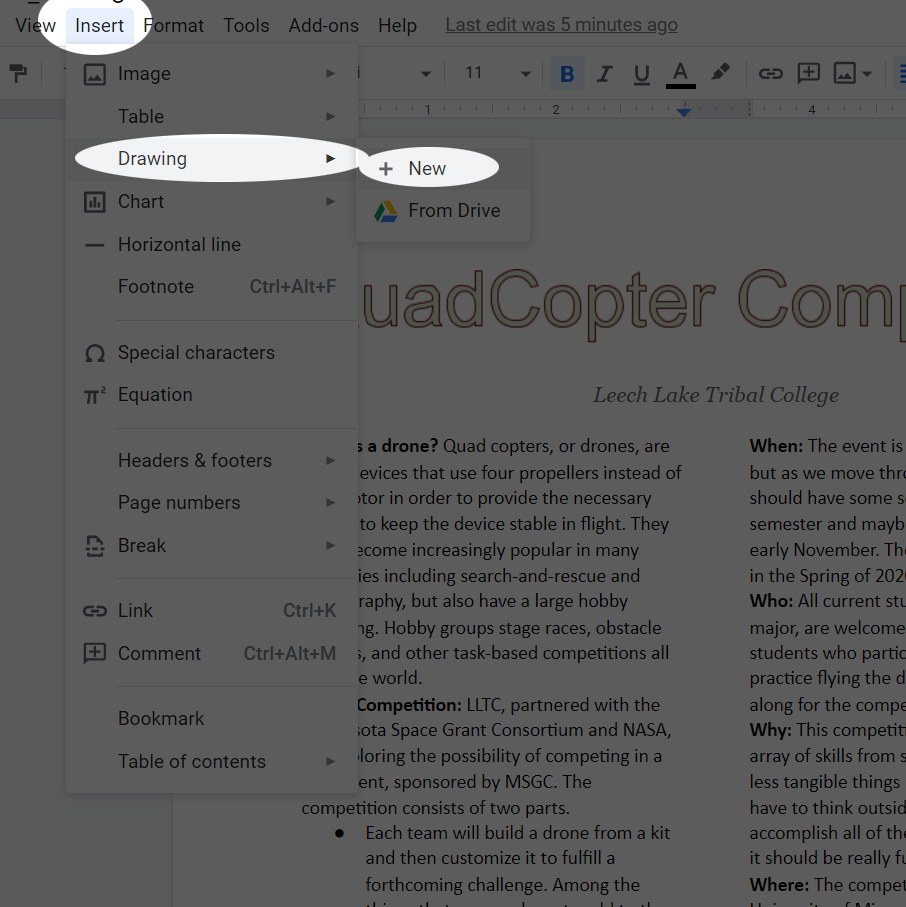 View Insert Format Tools Add-ons Help Last edit was 5 minutes ago
11 B I U A
1 2 4
Image
Table
Drawing
New
From Drive
Chart
Horizontal line
Footnote Ctrl+Alt+F
Special characters
π² Equation
Headers & footers
Page numbers
Break
Link Ctrl+K
Comment Ctrl+Alt+M
Bookmark
Table of contents
uadCopter Comp
Leech Lake Tribal College
s a drone? Quad copters, or drones, are
evices that use four propellers instead of
otor in order to provide the necessary
to keep the device stable in flight. They
ecome increasingly popular in many
ies including search-and-rescue and
raphy, but also have a large hobby
ng. Hobby groups stage races, obstacle
s, and other task-based competitions all
e world.
Competition: LLTC, partnered with the
sota Space Grant Consortium and NASA,
loring the possibility of competing in a
ent, sponsored by MSGC. The
competition consists of two parts.
● Each team will build a drone from a kit
and then customize it to fulfill a
forthcoming challenge. Among the
When: The event is
but as we move thro
should have some s
semester and mayb
early November. The
in the Spring of 202
Who: All current stu
major, are welcome
students who partic
practice flying the d
along for the compe
Why: This competiti
array of skills from s
less tangible things
have to think outsid
accomplish all of the
it should be really fu
Where: The compet